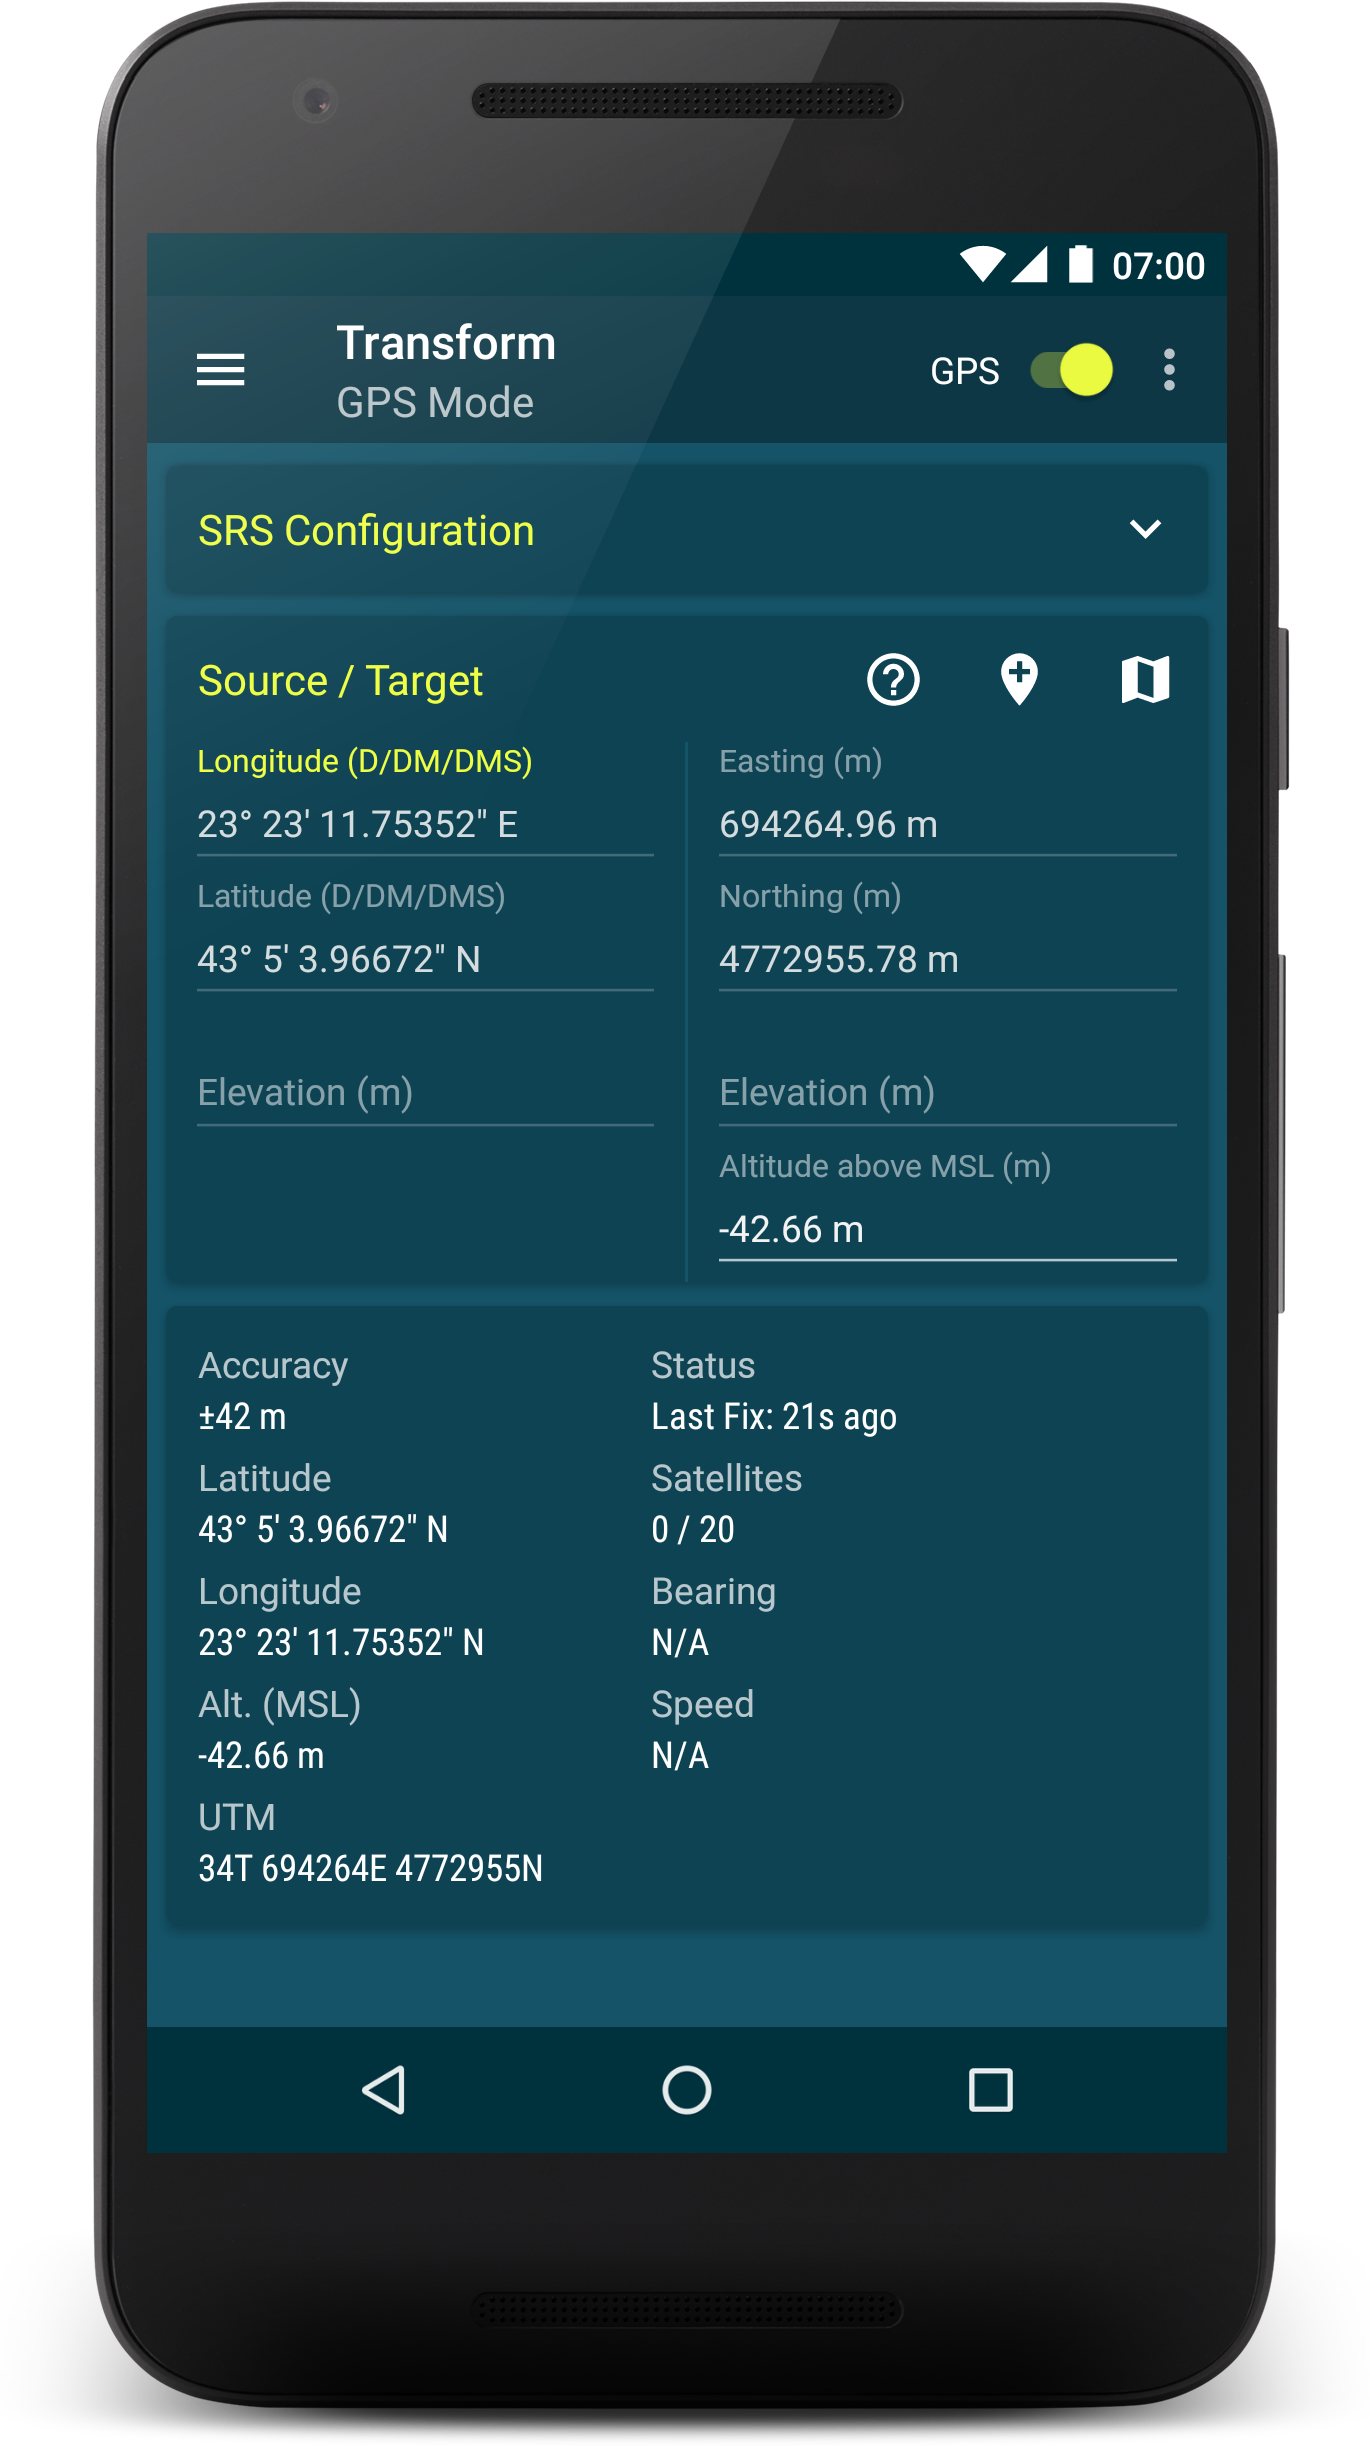 07:00
Transform
GPS Mode
GPS
SRS Configuration
Source / Target
Longitude (D/DM/DMS)
23° 23' 11.75352" E
Latitude (D/DM/DMS)
43° 5' 3.96672" N
Elevation (m)
Easting (m)
694264.96 m
Northing (m)
4772955.78 m
Elevation (m)
Altitude above MSL (m)
-42.66 m
Accuracy
±42 m
Latitude
43° 5' 3.96672" N
Longitude
23° 23' 11.75352" N
Alt. (MSL)
-42.66 m
UTM
34T 694264E 4772955N
Status
Last Fix: 21s ago
Satellites
0 / 20
Bearing
N/A
Speed
N/A